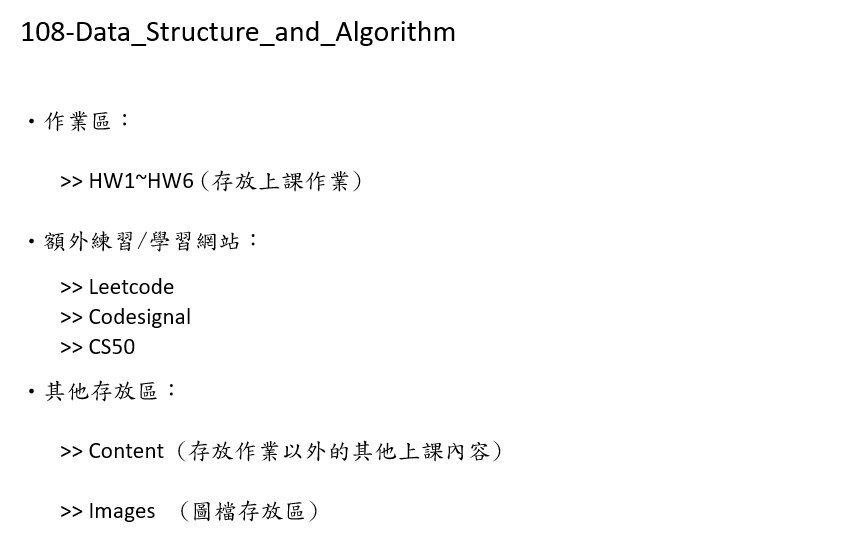 108-Data_Structure_and_Algorithm
・作業區：
>> HW1~HW6 (存放上課作業)
・額外練習/學習網站：
>> Leetcode
>> Codesignal
>> CS50
・其他存放區：
>> Content（存放作業以外的其他上課內容）
>> Images （圖檔存放區）